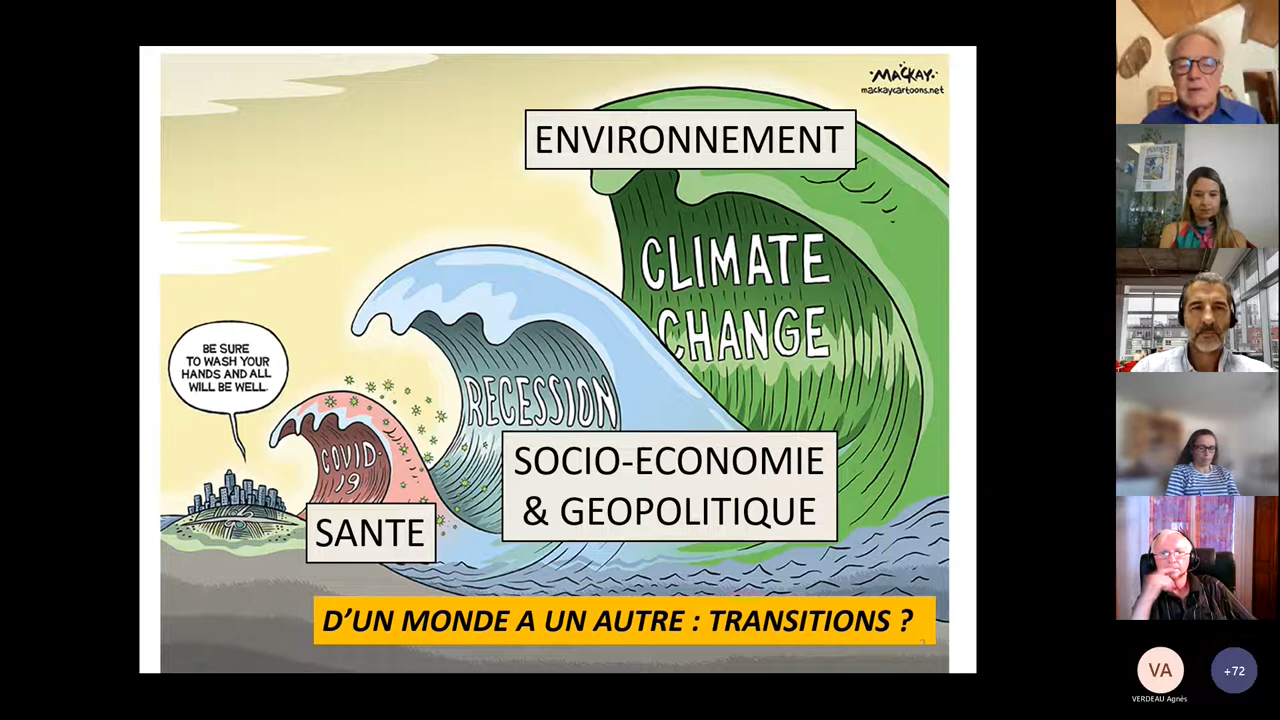 MACKAY
mackaycartoons.net
ENVIRONNEMENT
CLIMATE
CHANGE
BE SURE
TO WASH YOUR
HANDS AND ALL
WILL BE WELL.
RECESSION
COVID-
19
SOCIO-ECONOMIE
& GEOPOLITIQUE
SANTE
D'UN MONDE A UN AUTRE : TRANSITIONS ?
VA
+72
VERDEAU Agnès